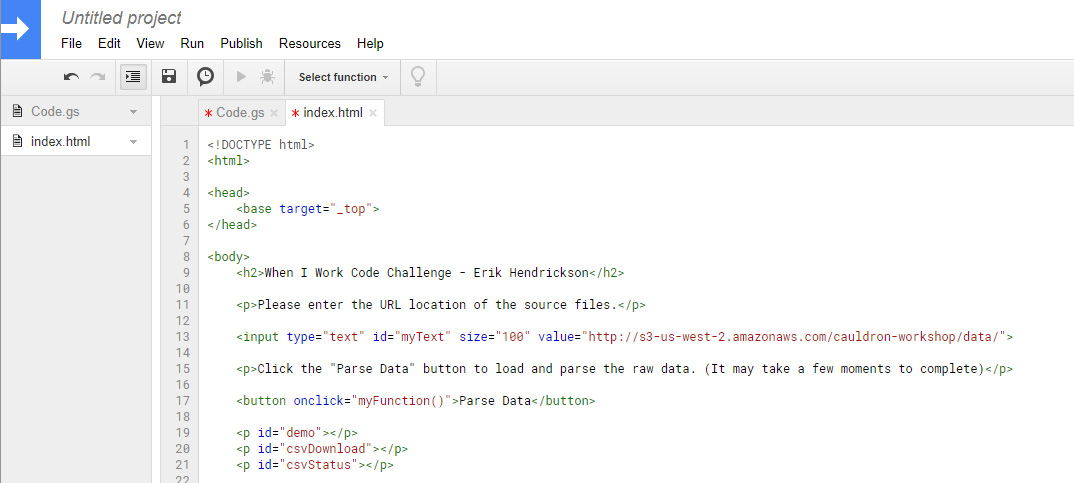 Untitled project
File Edit View Run Publish Resources Help
Select function
Code.gs
index.html
* Code.gs × * index.html ×
1 <!DOCTYPE html>
2 <html>
3
4 <head>
5     <base target="_top">
6 </head>
7
8 <body>
9     <h2>When I Work Code Challenge - Erik Hendrickson</h2>
10
11     <p>Please enter the URL location of the source files.</p>
12
13     <input type="text" id="myText" size="100" value="http://s3-us-west-2.amazonaws.com/cauldron-workshop/data/">
14
15     <p>Click the "Parse Data" button to load and parse the raw data. (It may take a few moments to complete)</p>
16
17     <button onclick="myFunction()">Parse Data</button>
18
19     <p id="demo"></p>
20     <p id="csvDownload"></p>
21     <p id="csvStatus"></p>
22